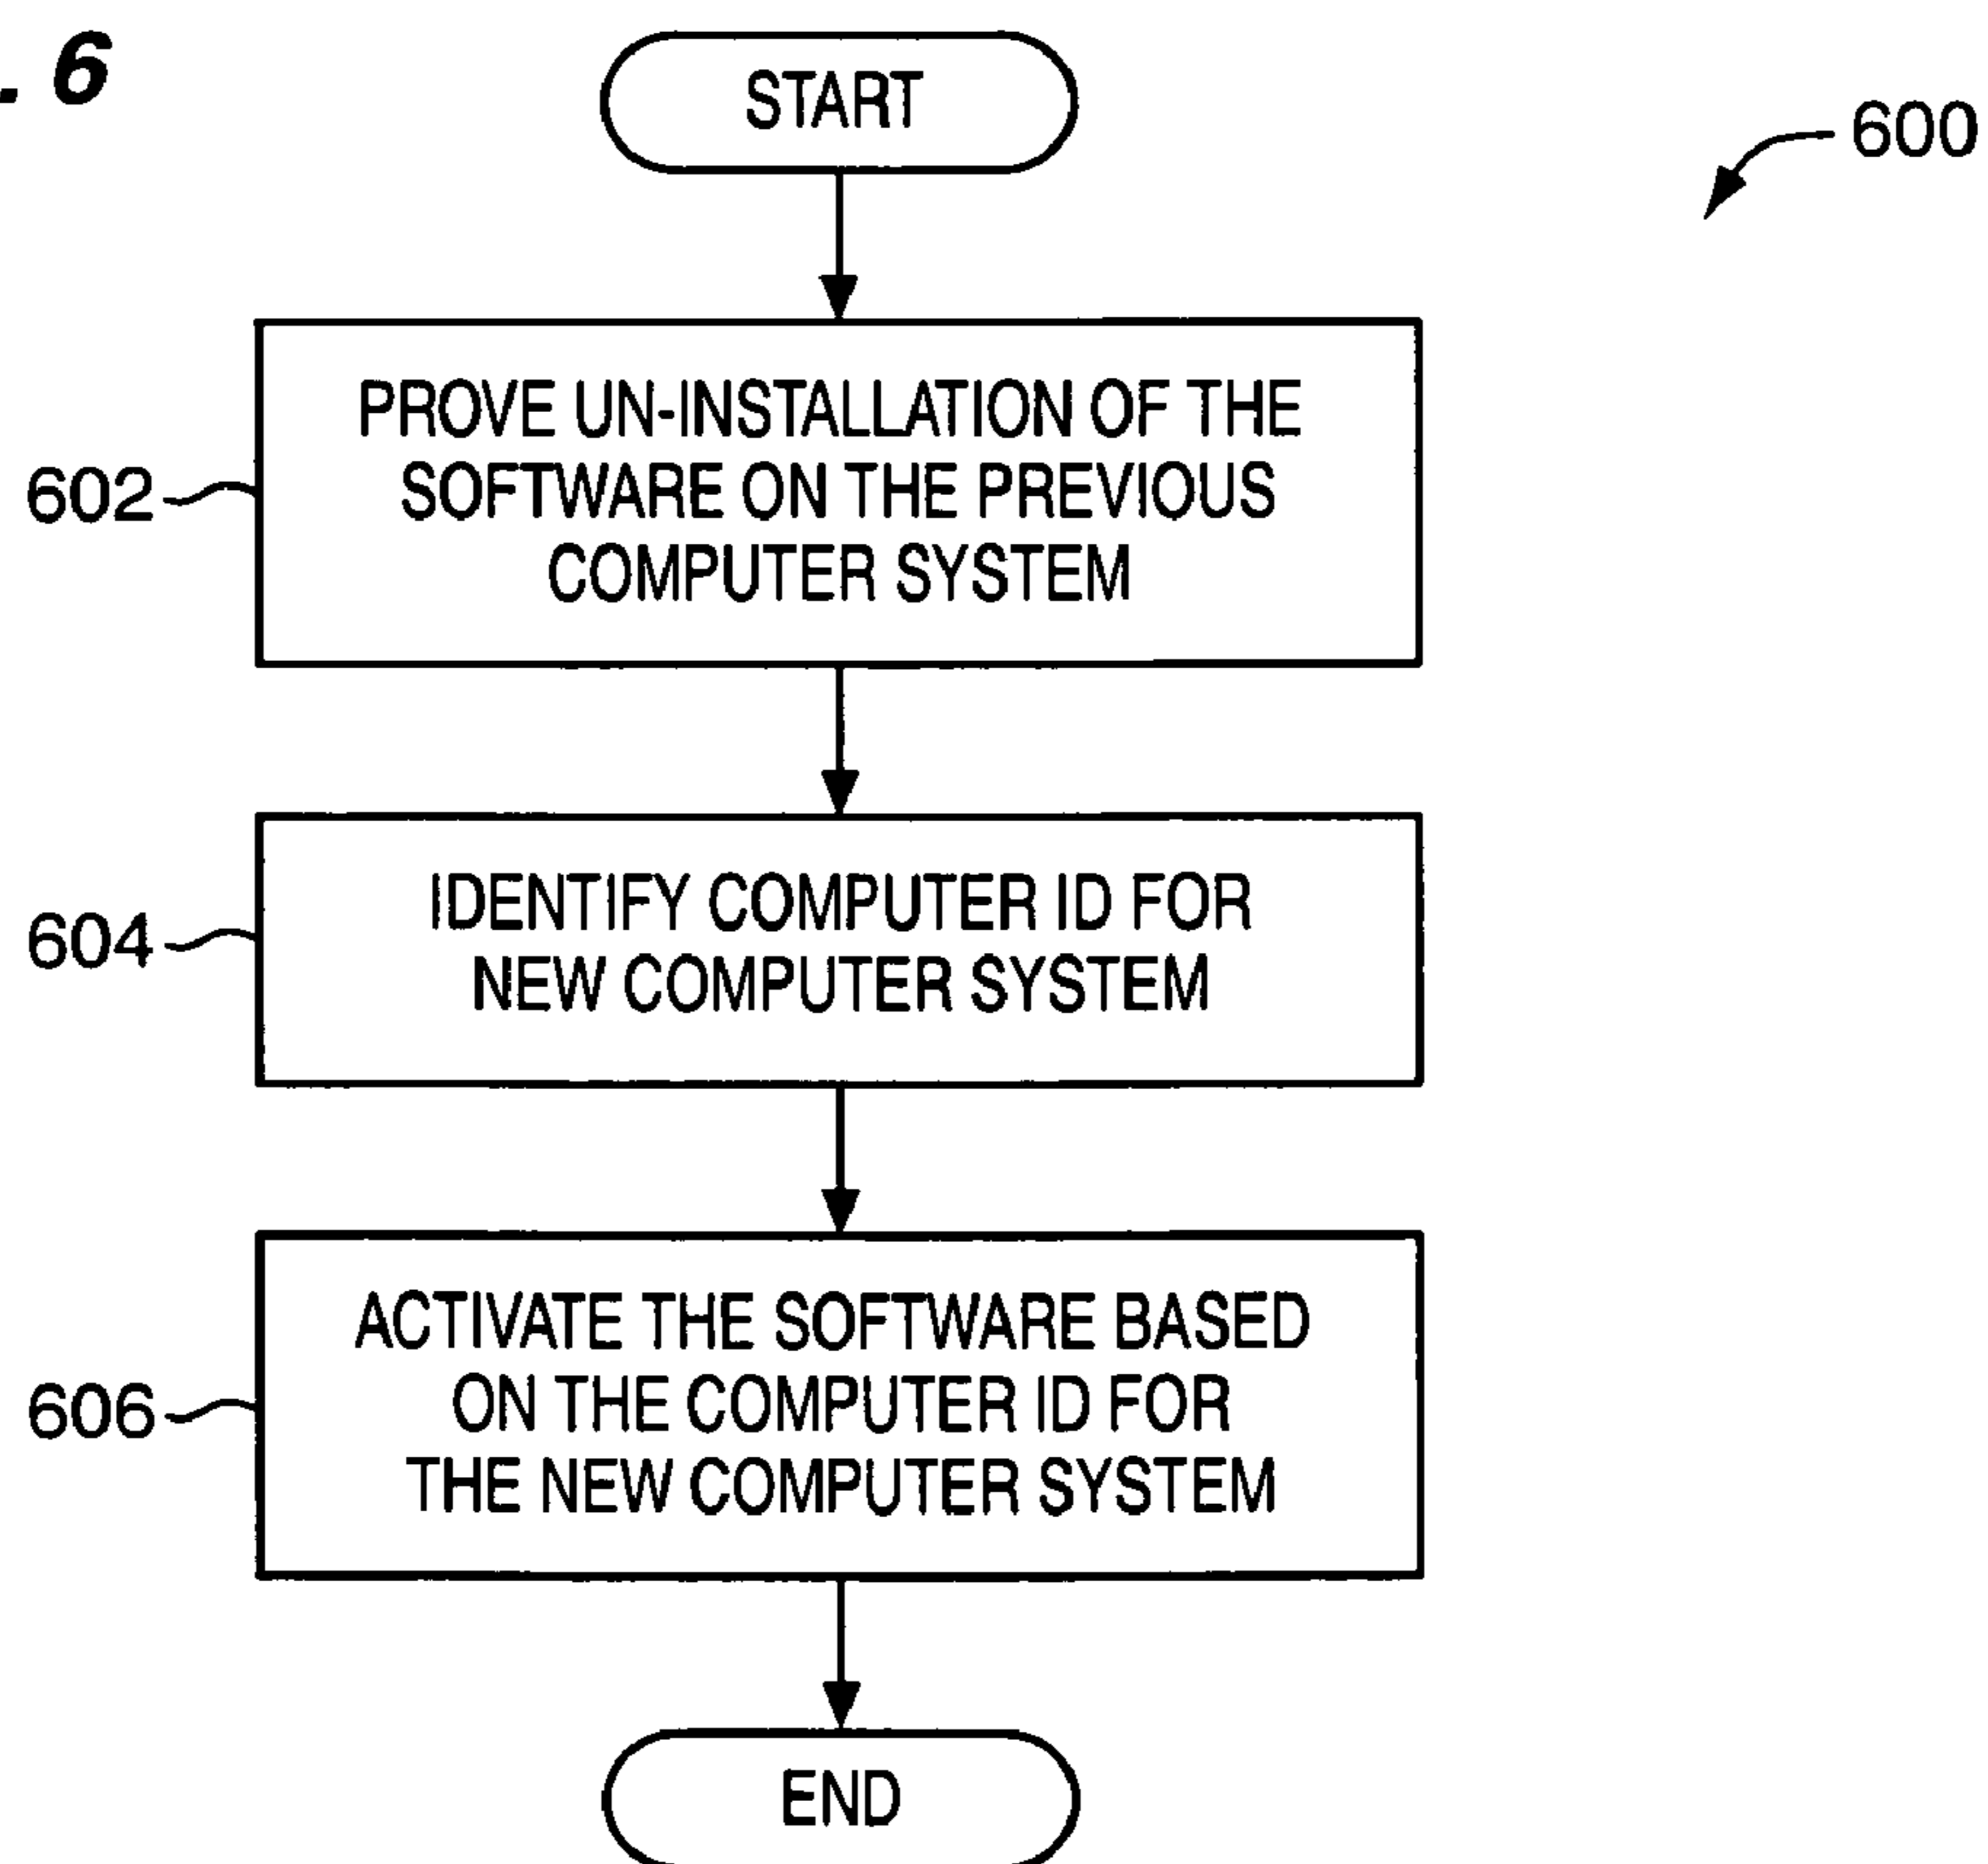 . 6
START
600
PROVE UN-INSTALLATION OF THE
SOFTWARE ON THE PREVIOUS
COMPUTER SYSTEM
602
IDENTIFY COMPUTER ID FOR
NEW COMPUTER SYSTEM
604
ACTIVATE THE SOFTWARE BASED
ON THE COMPUTER ID FOR
THE NEW COMPUTER SYSTEM
606
END